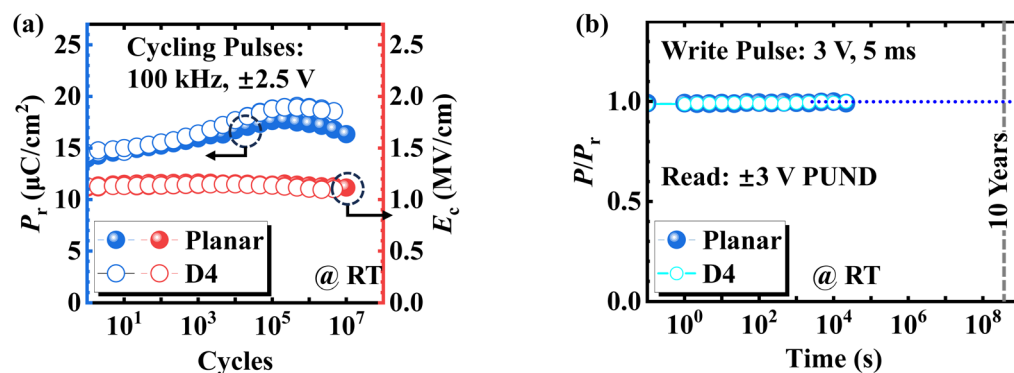 (a)
Cycling Pulses:
100 kHz, ±2.5 V
25
20
15
10
5
0
Pr (μC/cm²)
2.5
2.0
1.5
1.0
0.5
0.0
Ec (MV/cm)
Planar
D4
@ RT
10¹ 10³ 10⁵ 10⁷
Cycles
(b)
Write Pulse: 3 V, 5 ms
1.0
0.5
0.0
P/Pr
Read: ±3 V PUND
10 Years
Planar
D4
@ RT
10⁰ 10² 10⁴ 10⁶ 10⁸
Time (s)